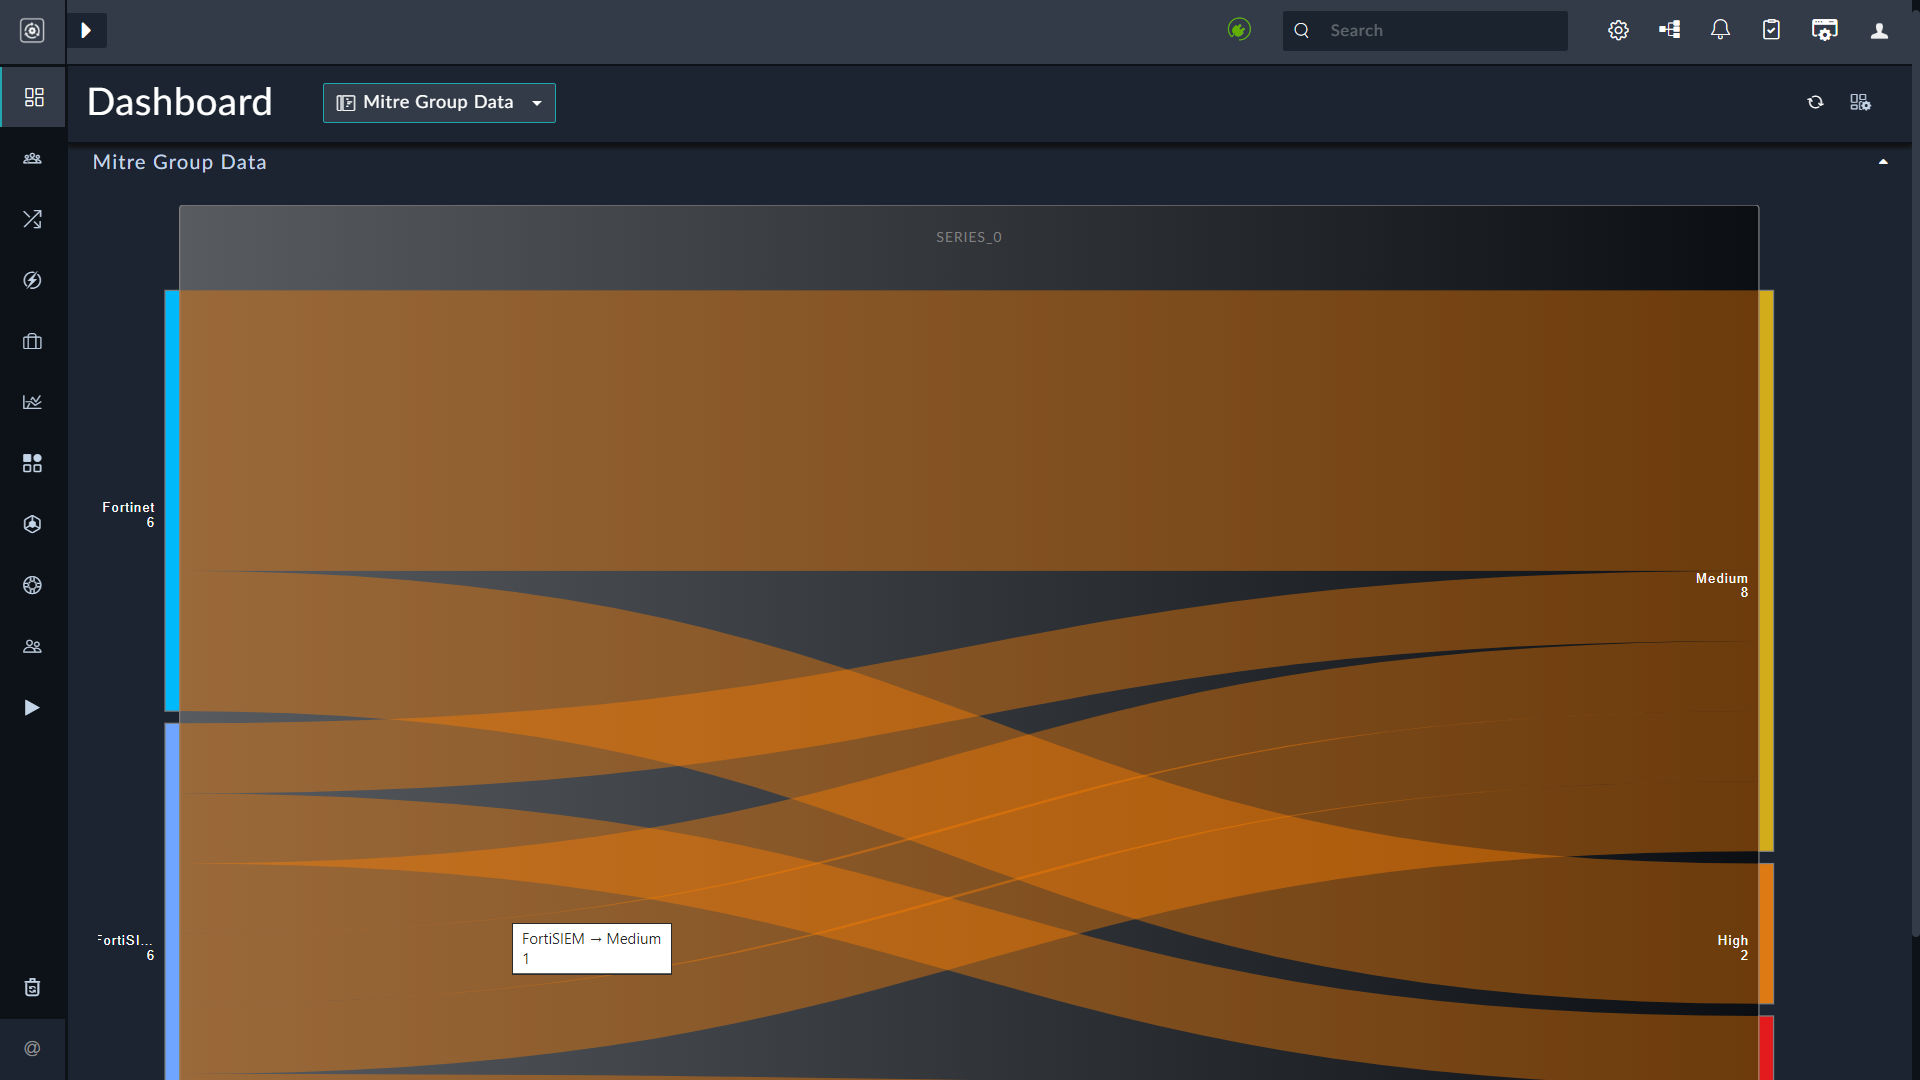 Search
Dashboard
Mitre Group Data
Mitre Group Data
SERIES_0
Fortinet
6
Medium
8
FortiSI...
6
FortiSIEM → Medium
1
High
2
@